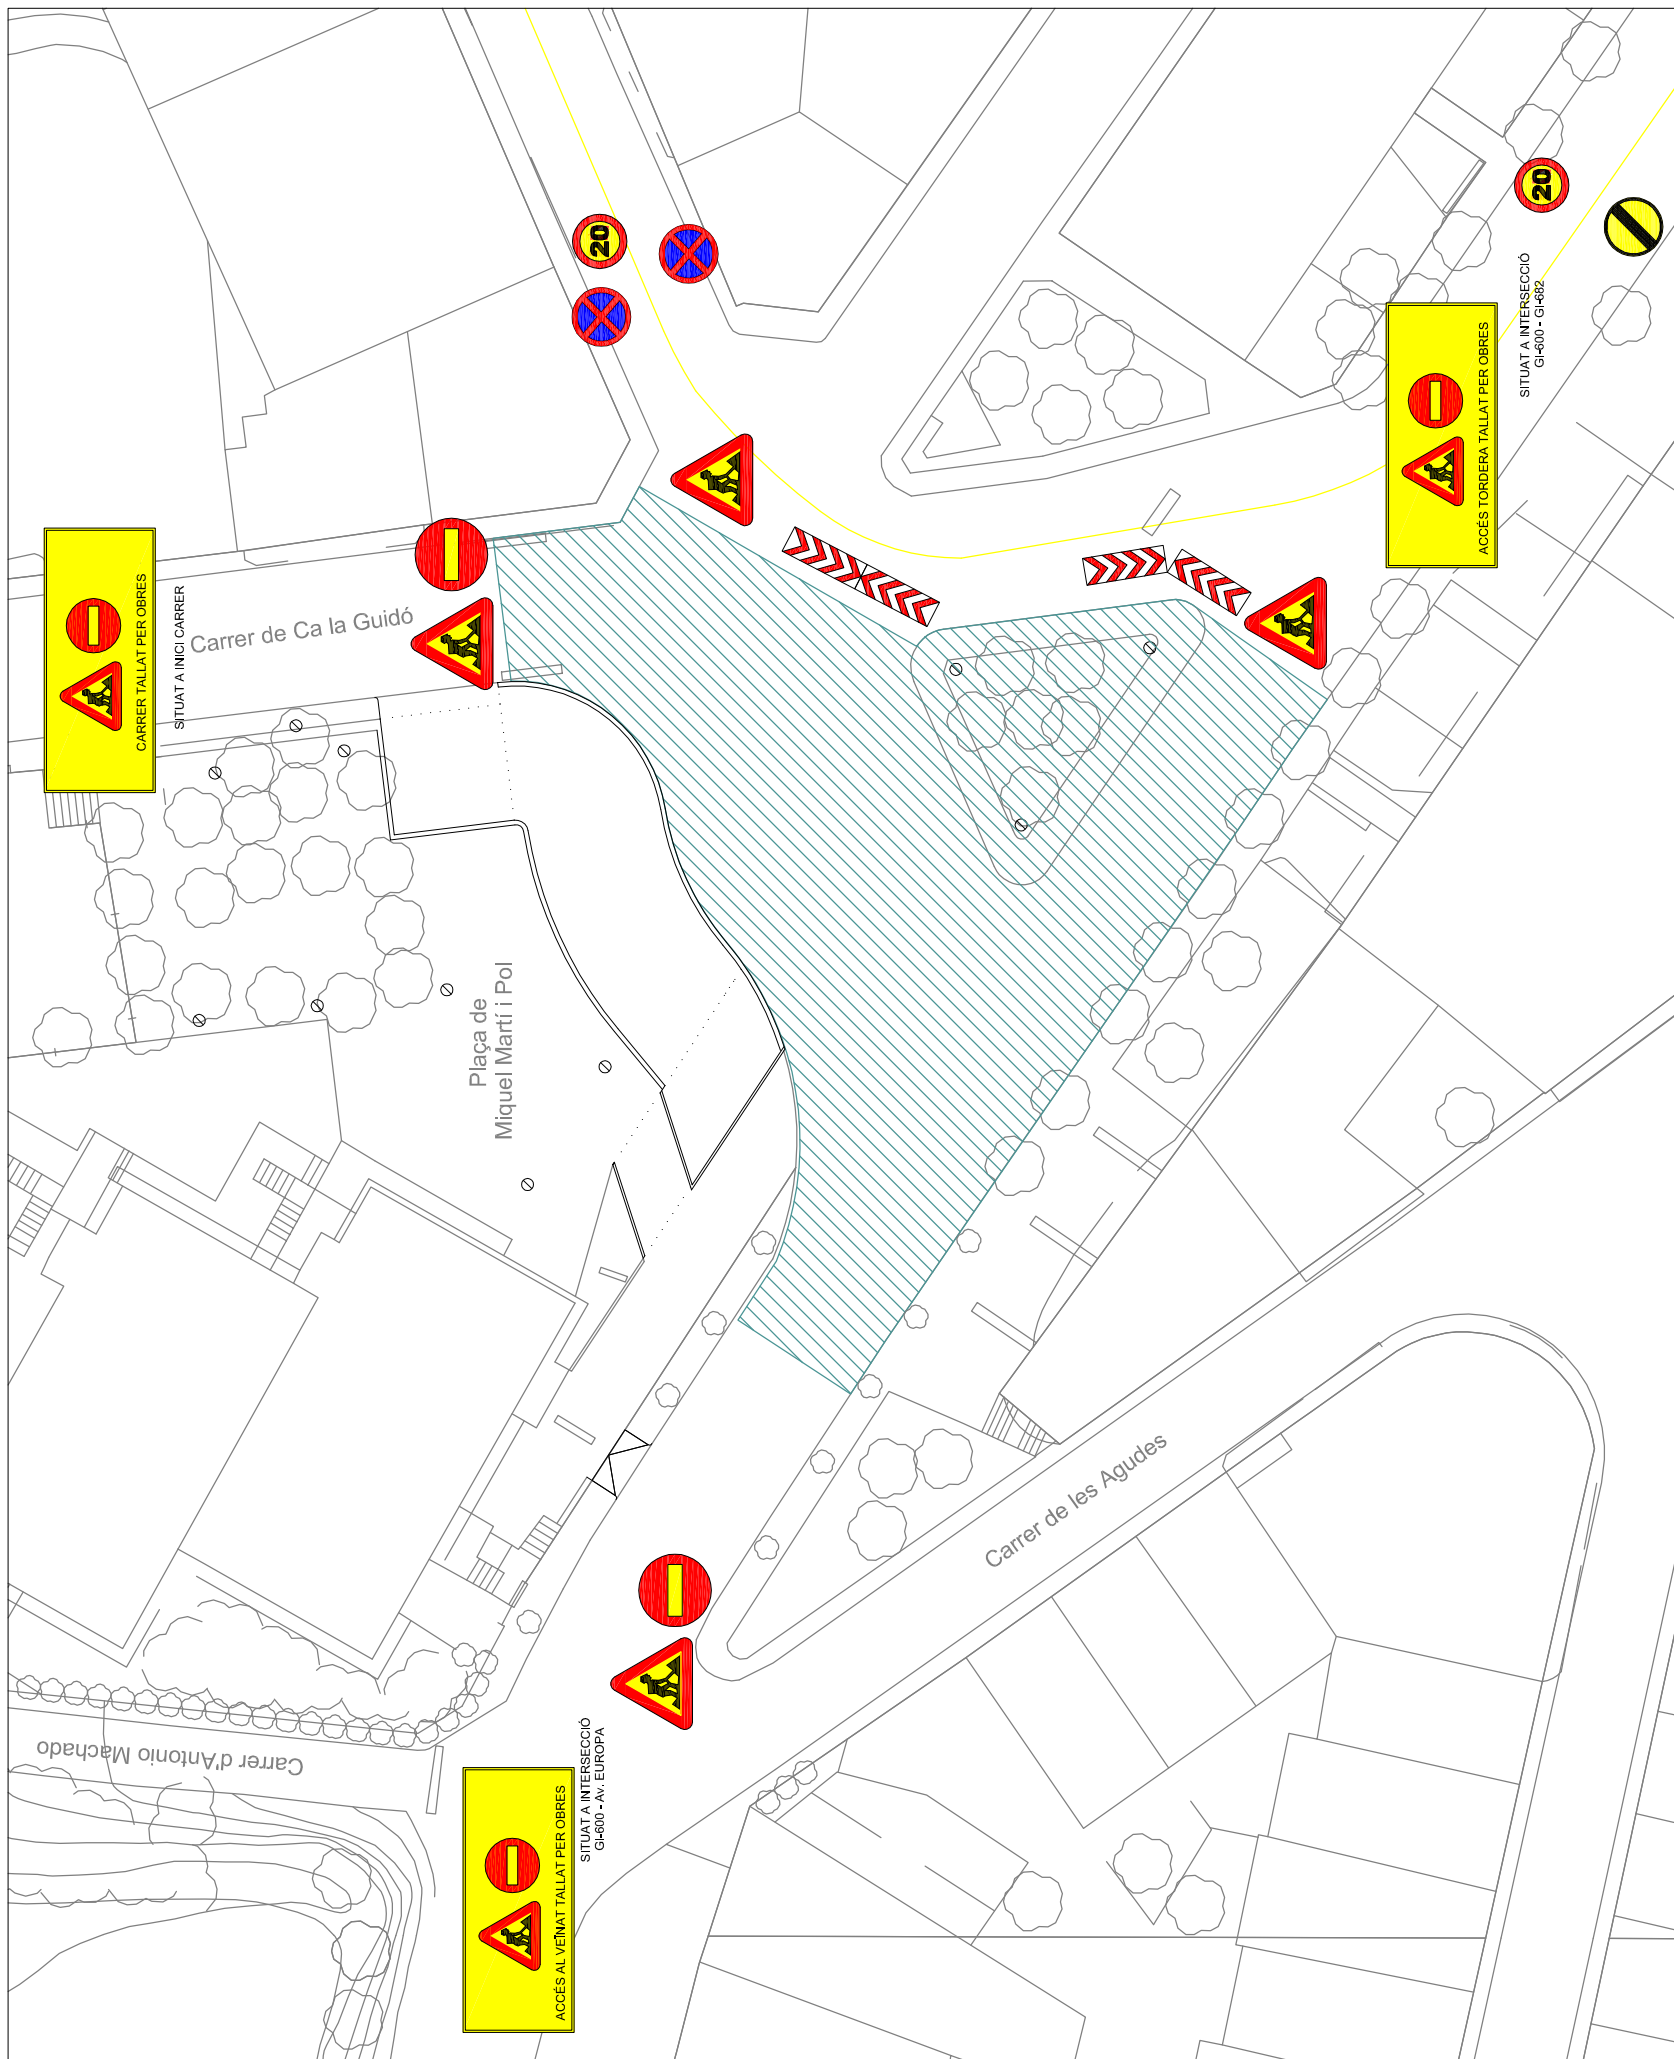 CARRER TALLAT PER OBRES
SITUAT A INICI CARRER
Carrer de Ca la Guidó
20
20
SITUAT A INTERSECCIÓ
GI-600 - GI-682
ACCÉS TORDERA TALLAT PER OBRES
Plaça de
Miquel Martí i Pol
Carrer de les Agudes
Carrer d'Antonio Machado
SITUAT A INTERSECCIÓ
GI-600 - Av. EUROPA
ACCÉS AL VEÏNAT TALLAT PER OBRES